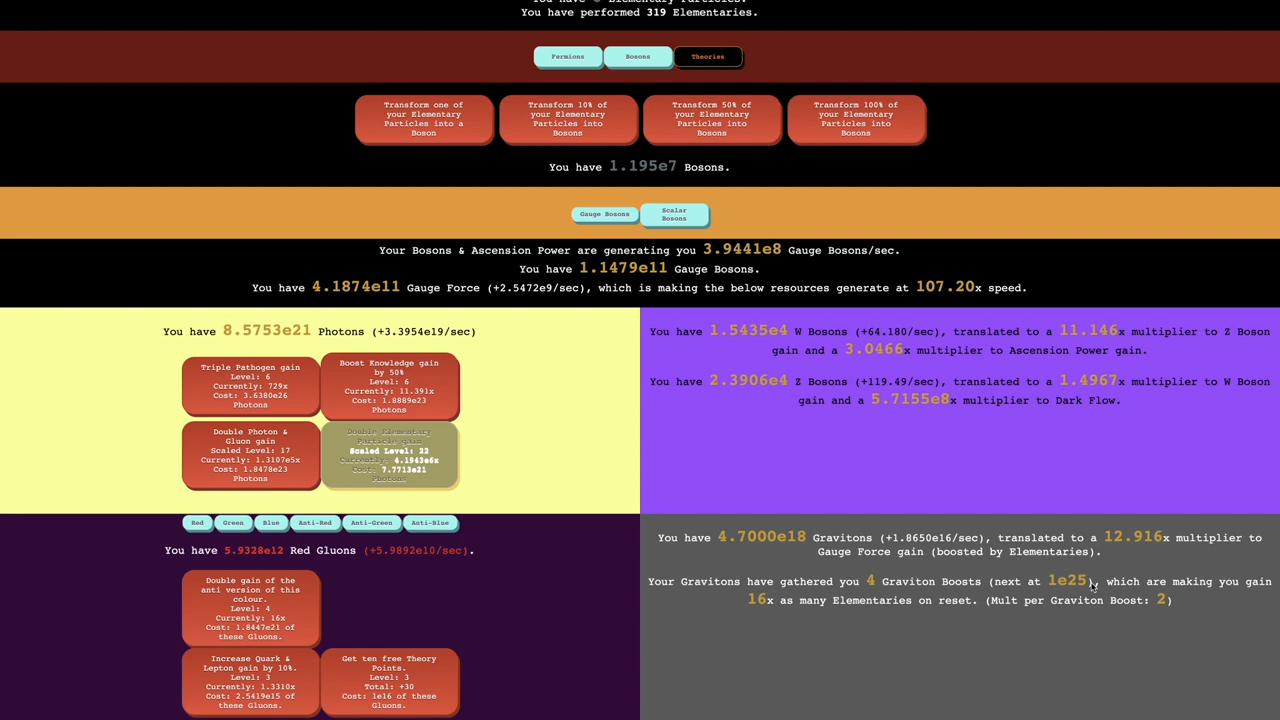 You have performed 319 Elementaries.
Fermions
Bosons
Theories
Transform one of
your Elementary
Particles into a
Boson
Transform 10% of
your Elementary
Particles into
Bosons
Transform 50% of
your Elementary
Particles into
Bosons
Transform 100% of
your Elementary
Particles into
Bosons
You have 1.195e7 Bosons.
Gauge Bosons
Scalar
Bosons
Your Bosons & Ascension Power are generating you 3.9441e8 Gauge Bosons/sec.
You have 1.1479e11 Gauge Bosons.
You have 4.1874e11 Gauge Force (+2.5472e9/sec), which is making the below resources generate at 107.20x speed.
You have 8.5753e21 Photons (+3.3954e19/sec)
Triple Pathogen gain
Level: 6
Currently: 729x
Cost: 3.6380e26
Photons
Boost Knowledge gain
by 50%
Level: 6
Currently: 11.391x
Cost: 1.8889e23
Photons
Double Photon &
Gluon gain
Scaled Level: 17
Currently: 1.3107e5x
Cost: 1.8478e23
Photons
Double Elementary
Particle gain
Scaled Level: 22
Currently: 4.1943e6x
Cost: 7.7713e21
Photons
You have 1.5435e4 W Bosons (+64.180/sec), translated to a 11.146x multiplier to Z Boson
gain and a 3.0466x multiplier to Ascension Power gain.
You have 2.3906e4 Z Bosons (+119.49/sec), translated to a 1.4967x multiplier to W Boson
gain and a 5.7155e8x multiplier to Dark Flow.
Red
Green
Blue
Anti-Red
Anti-Green
Anti-Blue
You have 5.9328e12 Red Gluons (+5.9892e10/sec).
Double gain of the
anti version of this
colour.
Level: 4
Currently: 16x
Cost: 1.8447e21 of
these Gluons.
Increase Quark &
Lepton gain by 10%.
Level: 3
Currently: 1.3310x
Cost: 2.5419e15 of
these Gluons.
Get ten free Theory
Points.
Level: 3
Total: +30
Cost: 1e16 of these
Gluons.
You have 4.7000e18 Gravitons (+1.8650e16/sec), translated to a 12.916x multiplier to
Gauge Force gain (boosted by Elementaries).
Your Gravitons have gathered you 4 Graviton Boosts (next at 1e25), which are making you gain
16x as many Elementaries on reset. (Mult per Graviton Boost: 2)